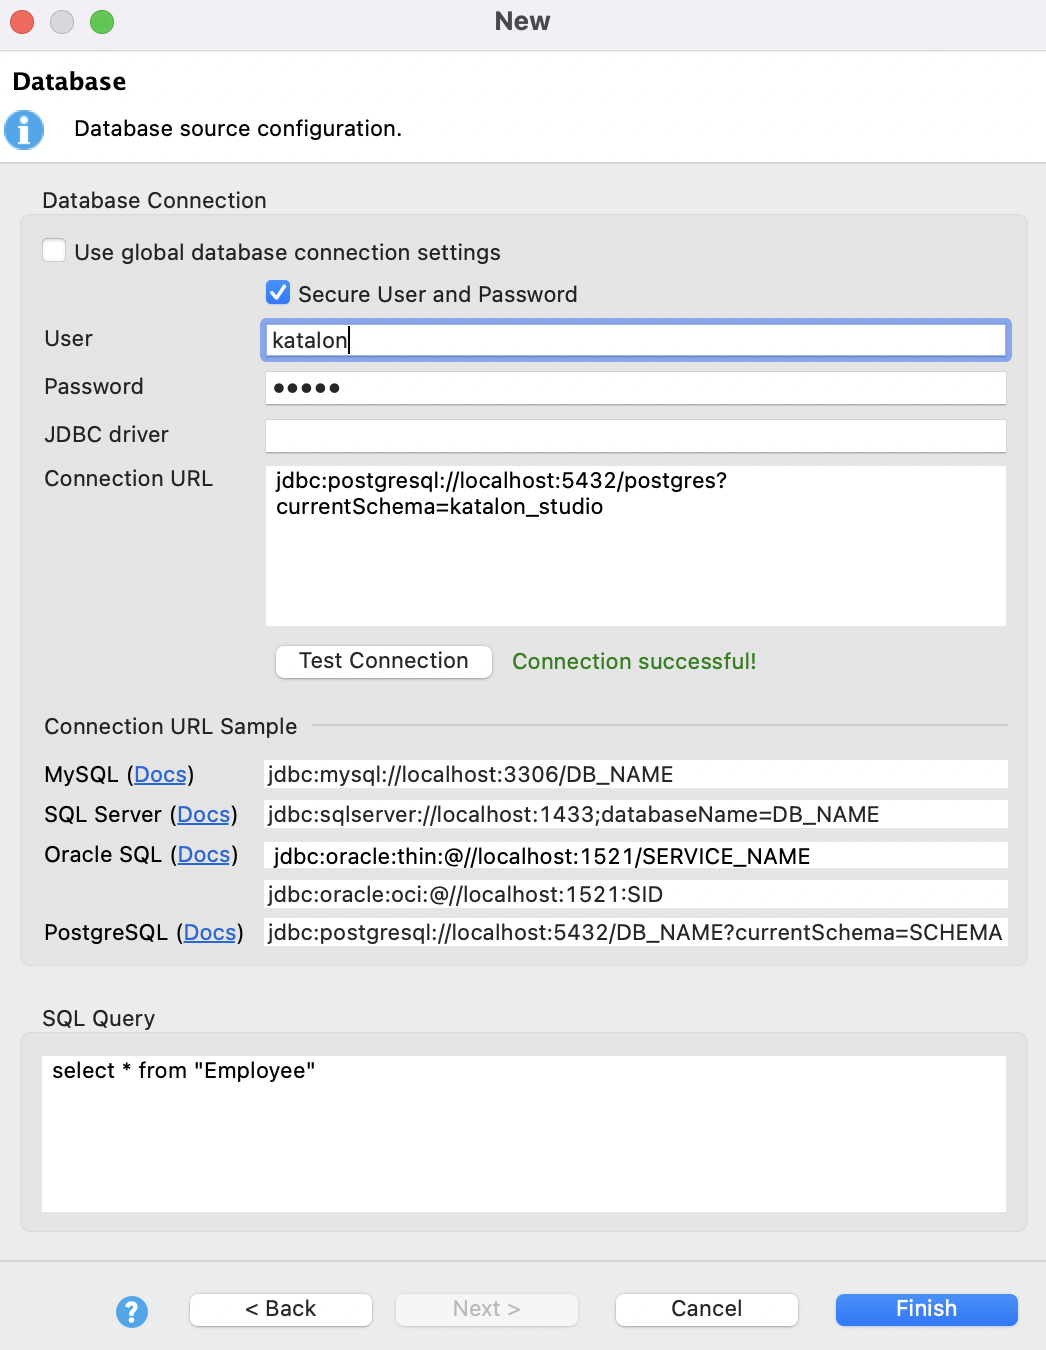 New
Database
Database source configuration.
Database Connection
Use global database connection settings
Secure User and Password
User
katalon
Password
●●●●●
JDBC driver
Connection URL
jdbc:postgresql://localhost:5432/postgres?
currentSchema=katalon_studio
Test Connection
Connection successful!
Connection URL Sample
MySQL (Docs)
jdbc:mysql://localhost:3306/DB_NAME
SQL Server (Docs)
jdbc:sqlserver://localhost:1433;databaseName=DB_NAME
Oracle SQL (Docs)
jdbc:oracle:thin:@//localhost:1521/SERVICE_NAME
jdbc:oracle:oci:@//localhost:1521:SID
PostgreSQL (Docs)
jdbc:postgresql://localhost:5432/DB_NAME?currentSchema=SCHEMA
SQL Query
select * from "Employee"
?
< Back
Next >
Cancel
Finish